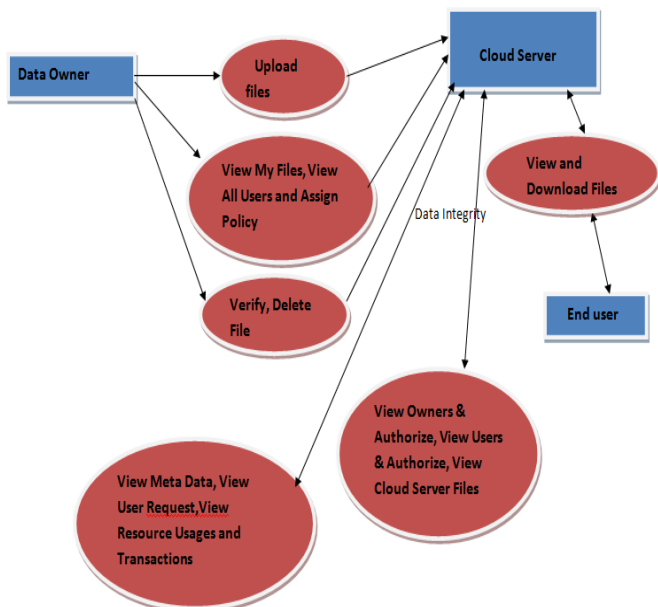 Data Owner
Upload
files
Cloud Server
View My Files, View
All Users and Assign
Policy
View and
Download Files
Data Integrity
Verify, Delete
File
End user
View Owners &
Authorize, View Users
& Authorize, View
Cloud Server Files
View Meta Data, View
User Request,View
Resource Usages and
Transactions